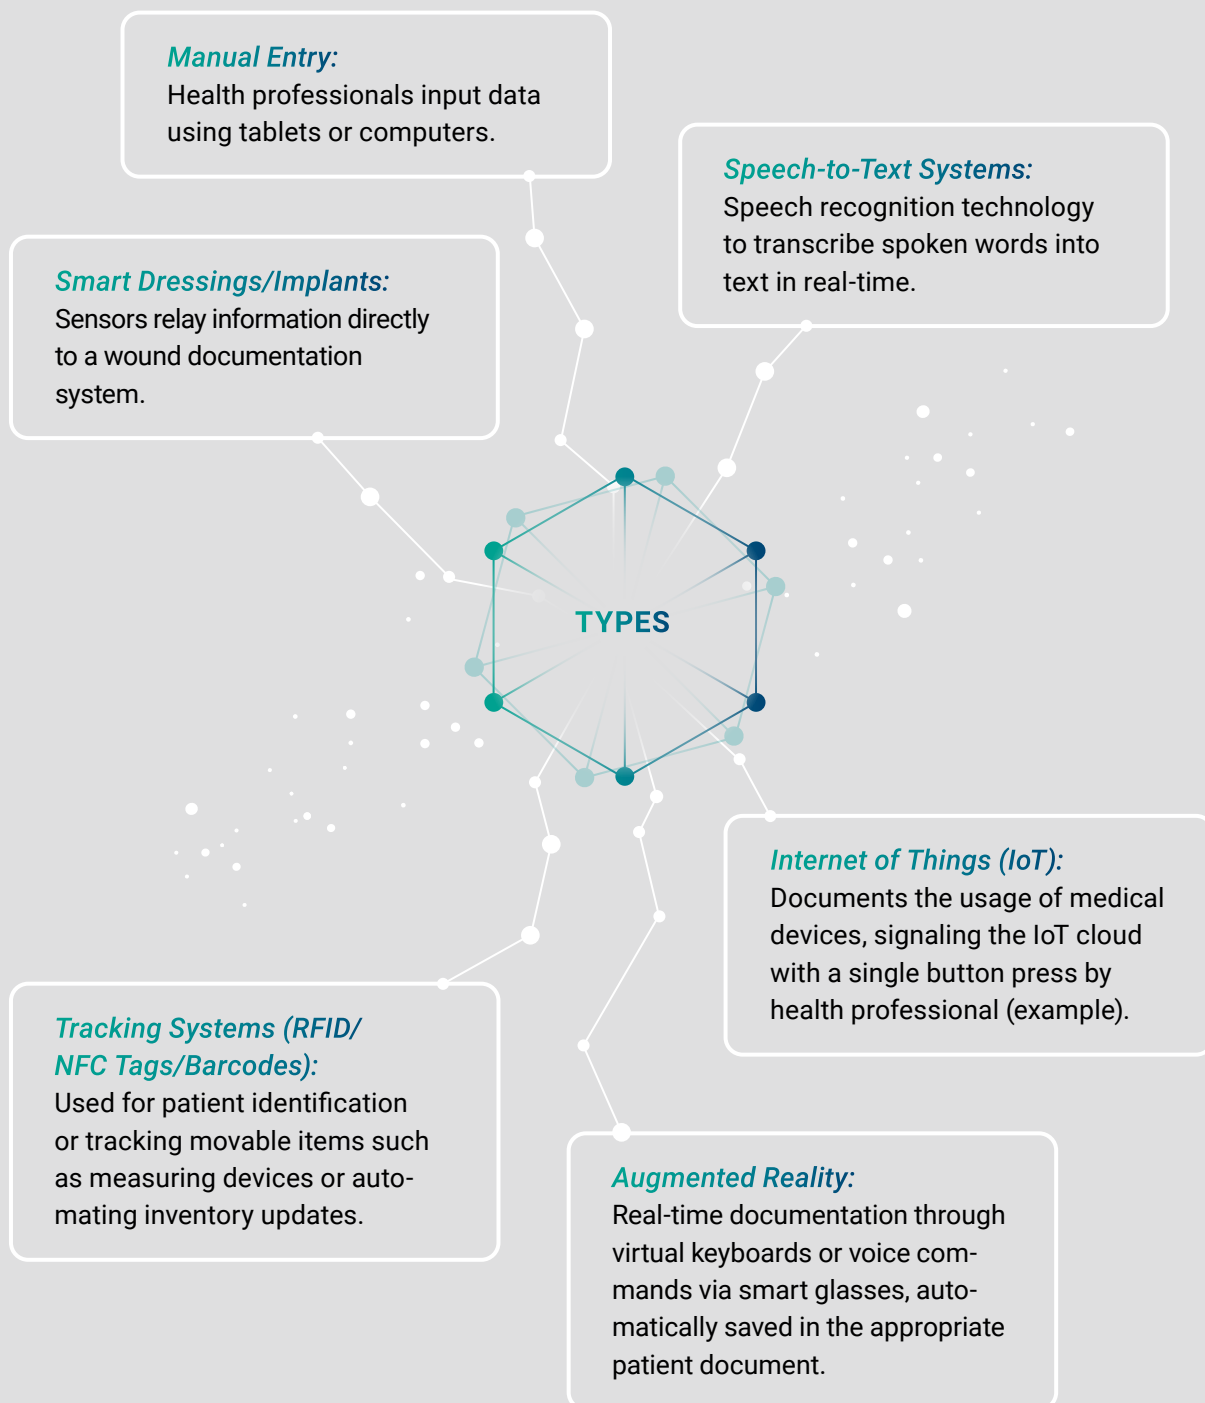 Manual Entry:
Health professionals input data
using tablets or computers.
Speech-to-Text Systems:
Speech recognition technology
to transcribe spoken words into
text in real-time.
Smart Dressings/Implants:
Sensors relay information directly
to a wound documentation
system.
TYPES
Internet of Things (IoT):
Documents the usage of medical
devices, signaling the IoT cloud
with a single button press by
health professional (example).
Tracking Systems (RFID/
NFC Tags/Barcodes):
Used for patient identification
or tracking movable items such
as measuring devices or auto-
mating inventory updates.
Augmented Reality:
Real-time documentation through
virtual keyboards or voice com-
mands via smart glasses, auto-
matically saved in the appropriate
patient document.